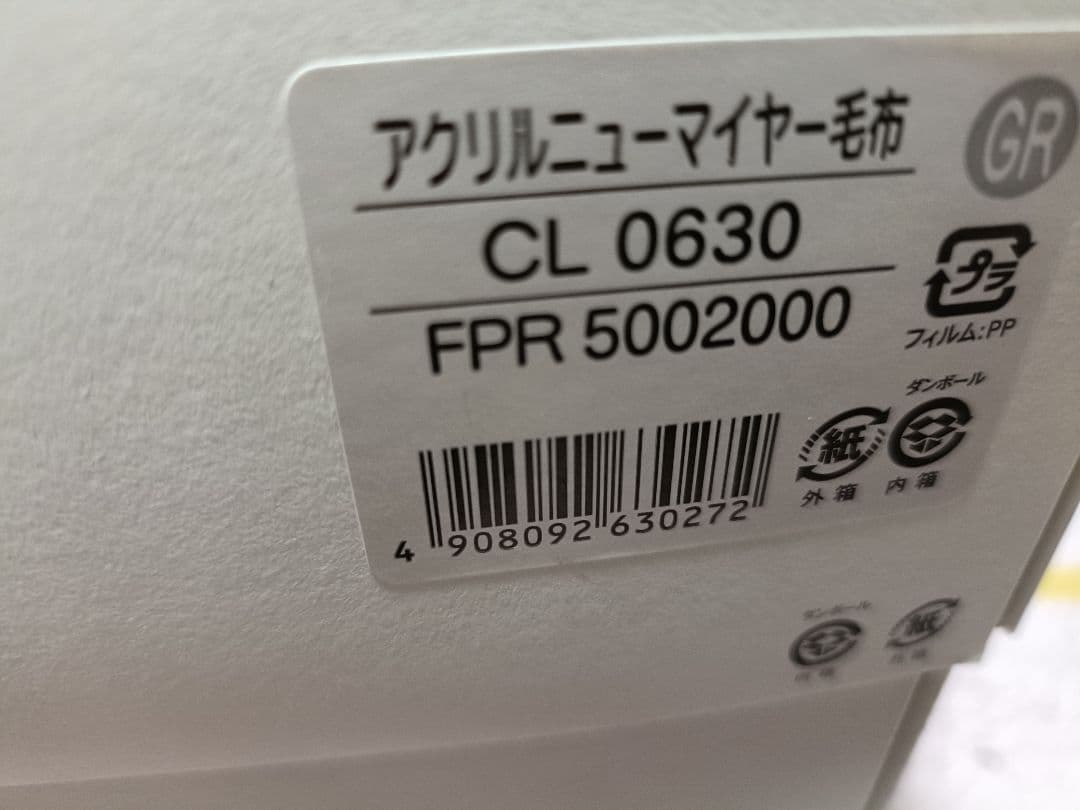 アクリルニューマイヤー毛布
GR
CL 0630
FPR 5002000
プラ
フィルム:PP
ダンボール
紙
外箱
内箱
4 908092 630272
ダンボール
紙